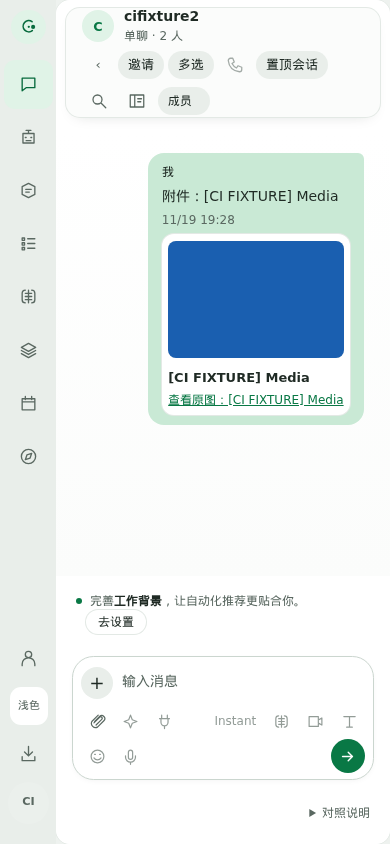 C
cifixture2
单聊 · 2 人
‹ 邀请 多选 置顶会话
成员
我
附件：[CI FIXTURE] Media
11/19 19:28
[CI FIXTURE] Media
查看原图：[CI FIXTURE] Media
完善工作背景，让自动化推荐更贴合你。
去设置
输入消息
Instant
浅色
CI
▶ 对照说明